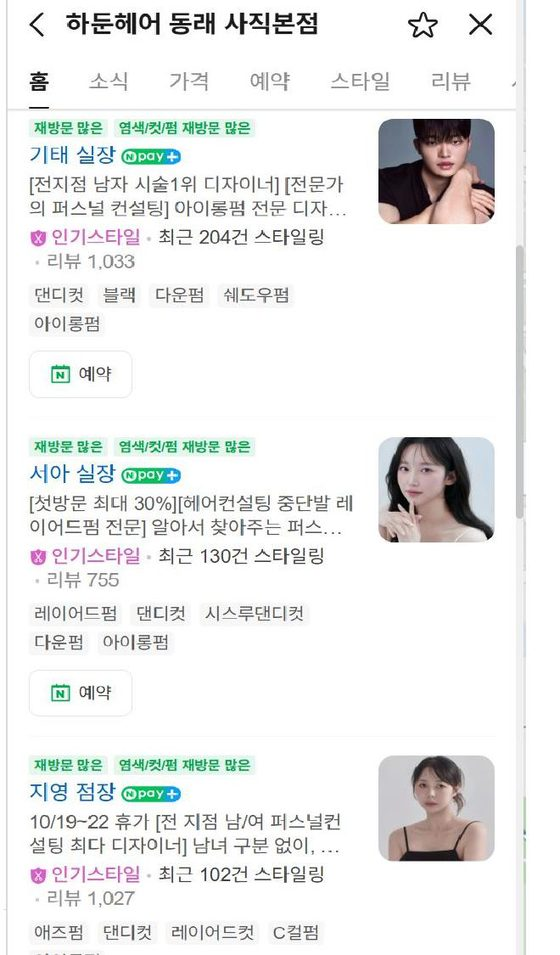 하둔헤어 동래 사직본점
홈 소식 가격 예약 스타일 리뷰
재방문 많은 염색/컷/펌 재방문 많은
기태 실장 N pay +
[전지점 남자 시술1위 디자이너] [전문가
의 퍼스널 컨설팅] 아이롱펌 전문 디자...
인기스타일 · 최근 204건 스타일링
· 리뷰 1,033
댄디컷 블랙 다운펌 쉐도우펌
아이롱펌
N 예약
재방문 많은 염색/컷/펌 재방문 많은
서아 실장 N pay +
[첫방문 최대 30%][헤어컨설팅 중단발 레
이어드펌 전문] 알아서 찾아주는 퍼스...
인기스타일 · 최근 130건 스타일링
· 리뷰 755
레이어드펌 댄디컷 시스루댄디컷
다운펌 아이롱펌
N 예약
재방문 많은 염색/컷/펌 재방문 많은
지영 점장 N pay +
10/19~22 휴가 [전 지점 남/여 퍼스널컨
설팅 최다 디자이너] 남녀 구분 없이, ...
인기스타일 · 최근 102건 스타일링
· 리뷰 1,027
애즈펌 댄디컷 레이어드컷 C컬펌